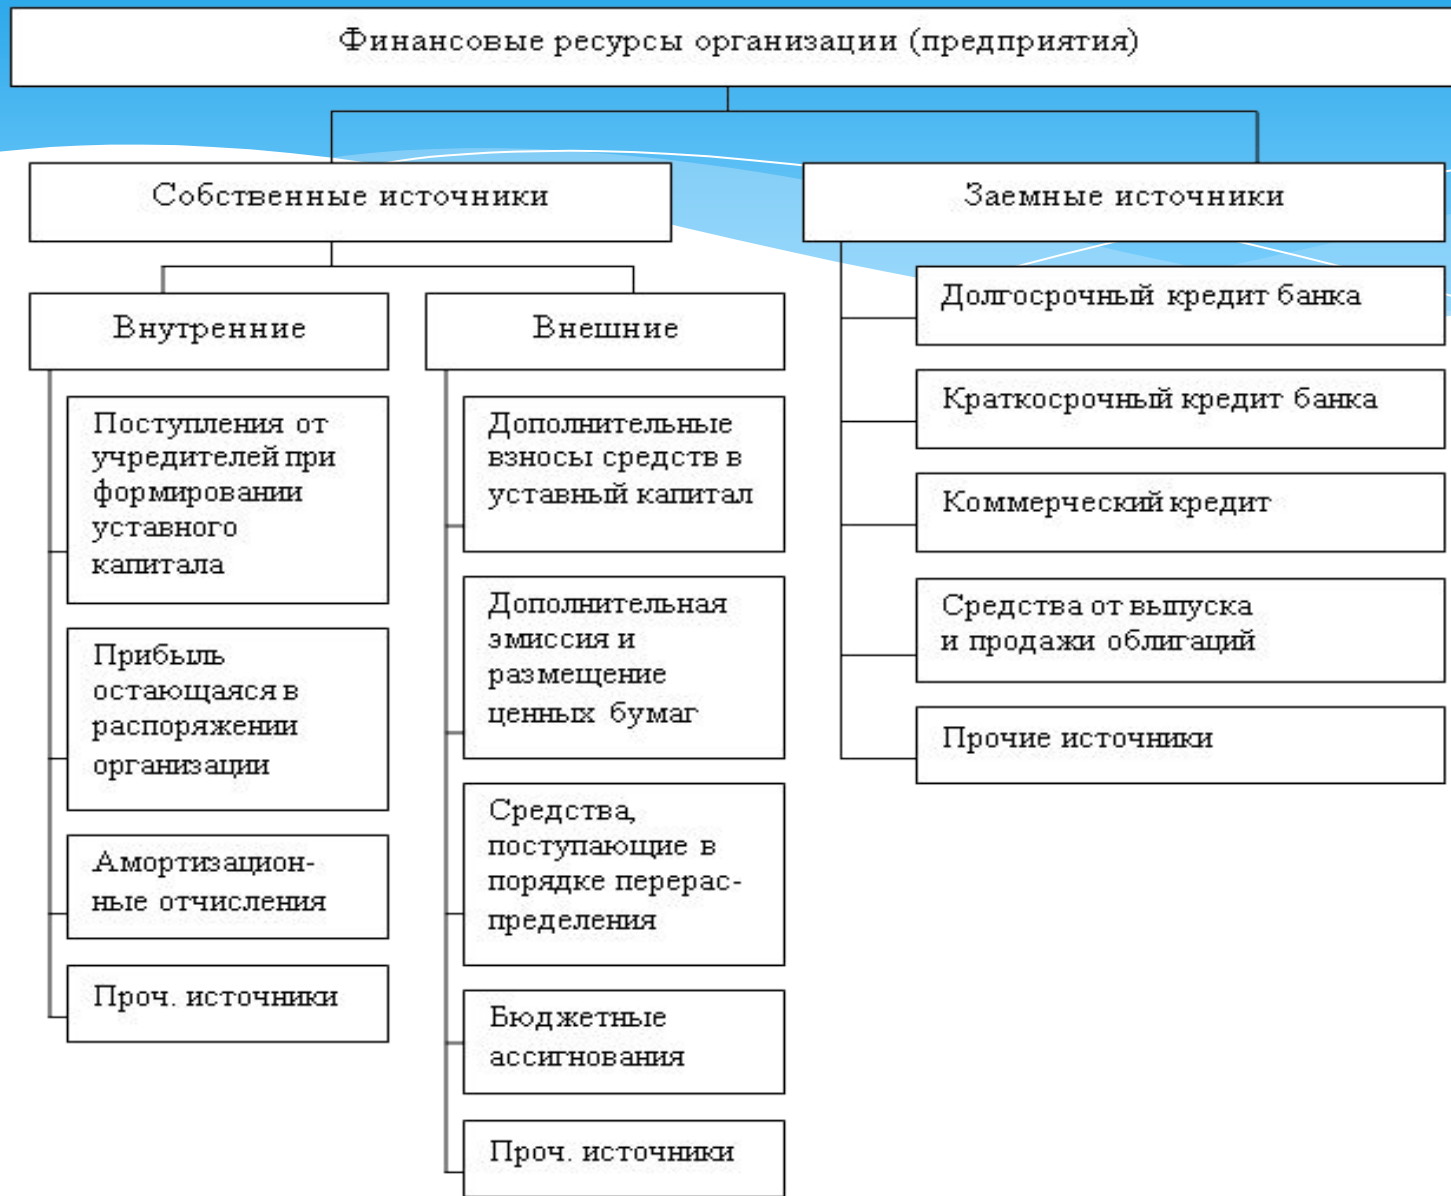 Финансовые ресурсы организации (предприятия)
Собственные источники
Заемные источники
Внутренние
Поступления от
учредителей при
формировании
уставного
капитала
Прибыль
остающаяся в
распоряжении
организации
Амортизацион-
ные отчисления
Проч. источники
Внешние
Дополнительные
взносы средств в
уставный капитал
Дополнительная
эмиссия и
размещение
ценных бумаг
Средства,
поступающие в
порядке перерас-
пределения
Бюджетные
ассигнования
Проч. источники
Долгосрочный кредит банка
Краткосрочный кредит банка
Коммерческий кредит
Средства от выпуска
и продажи облигаций
Прочие источники